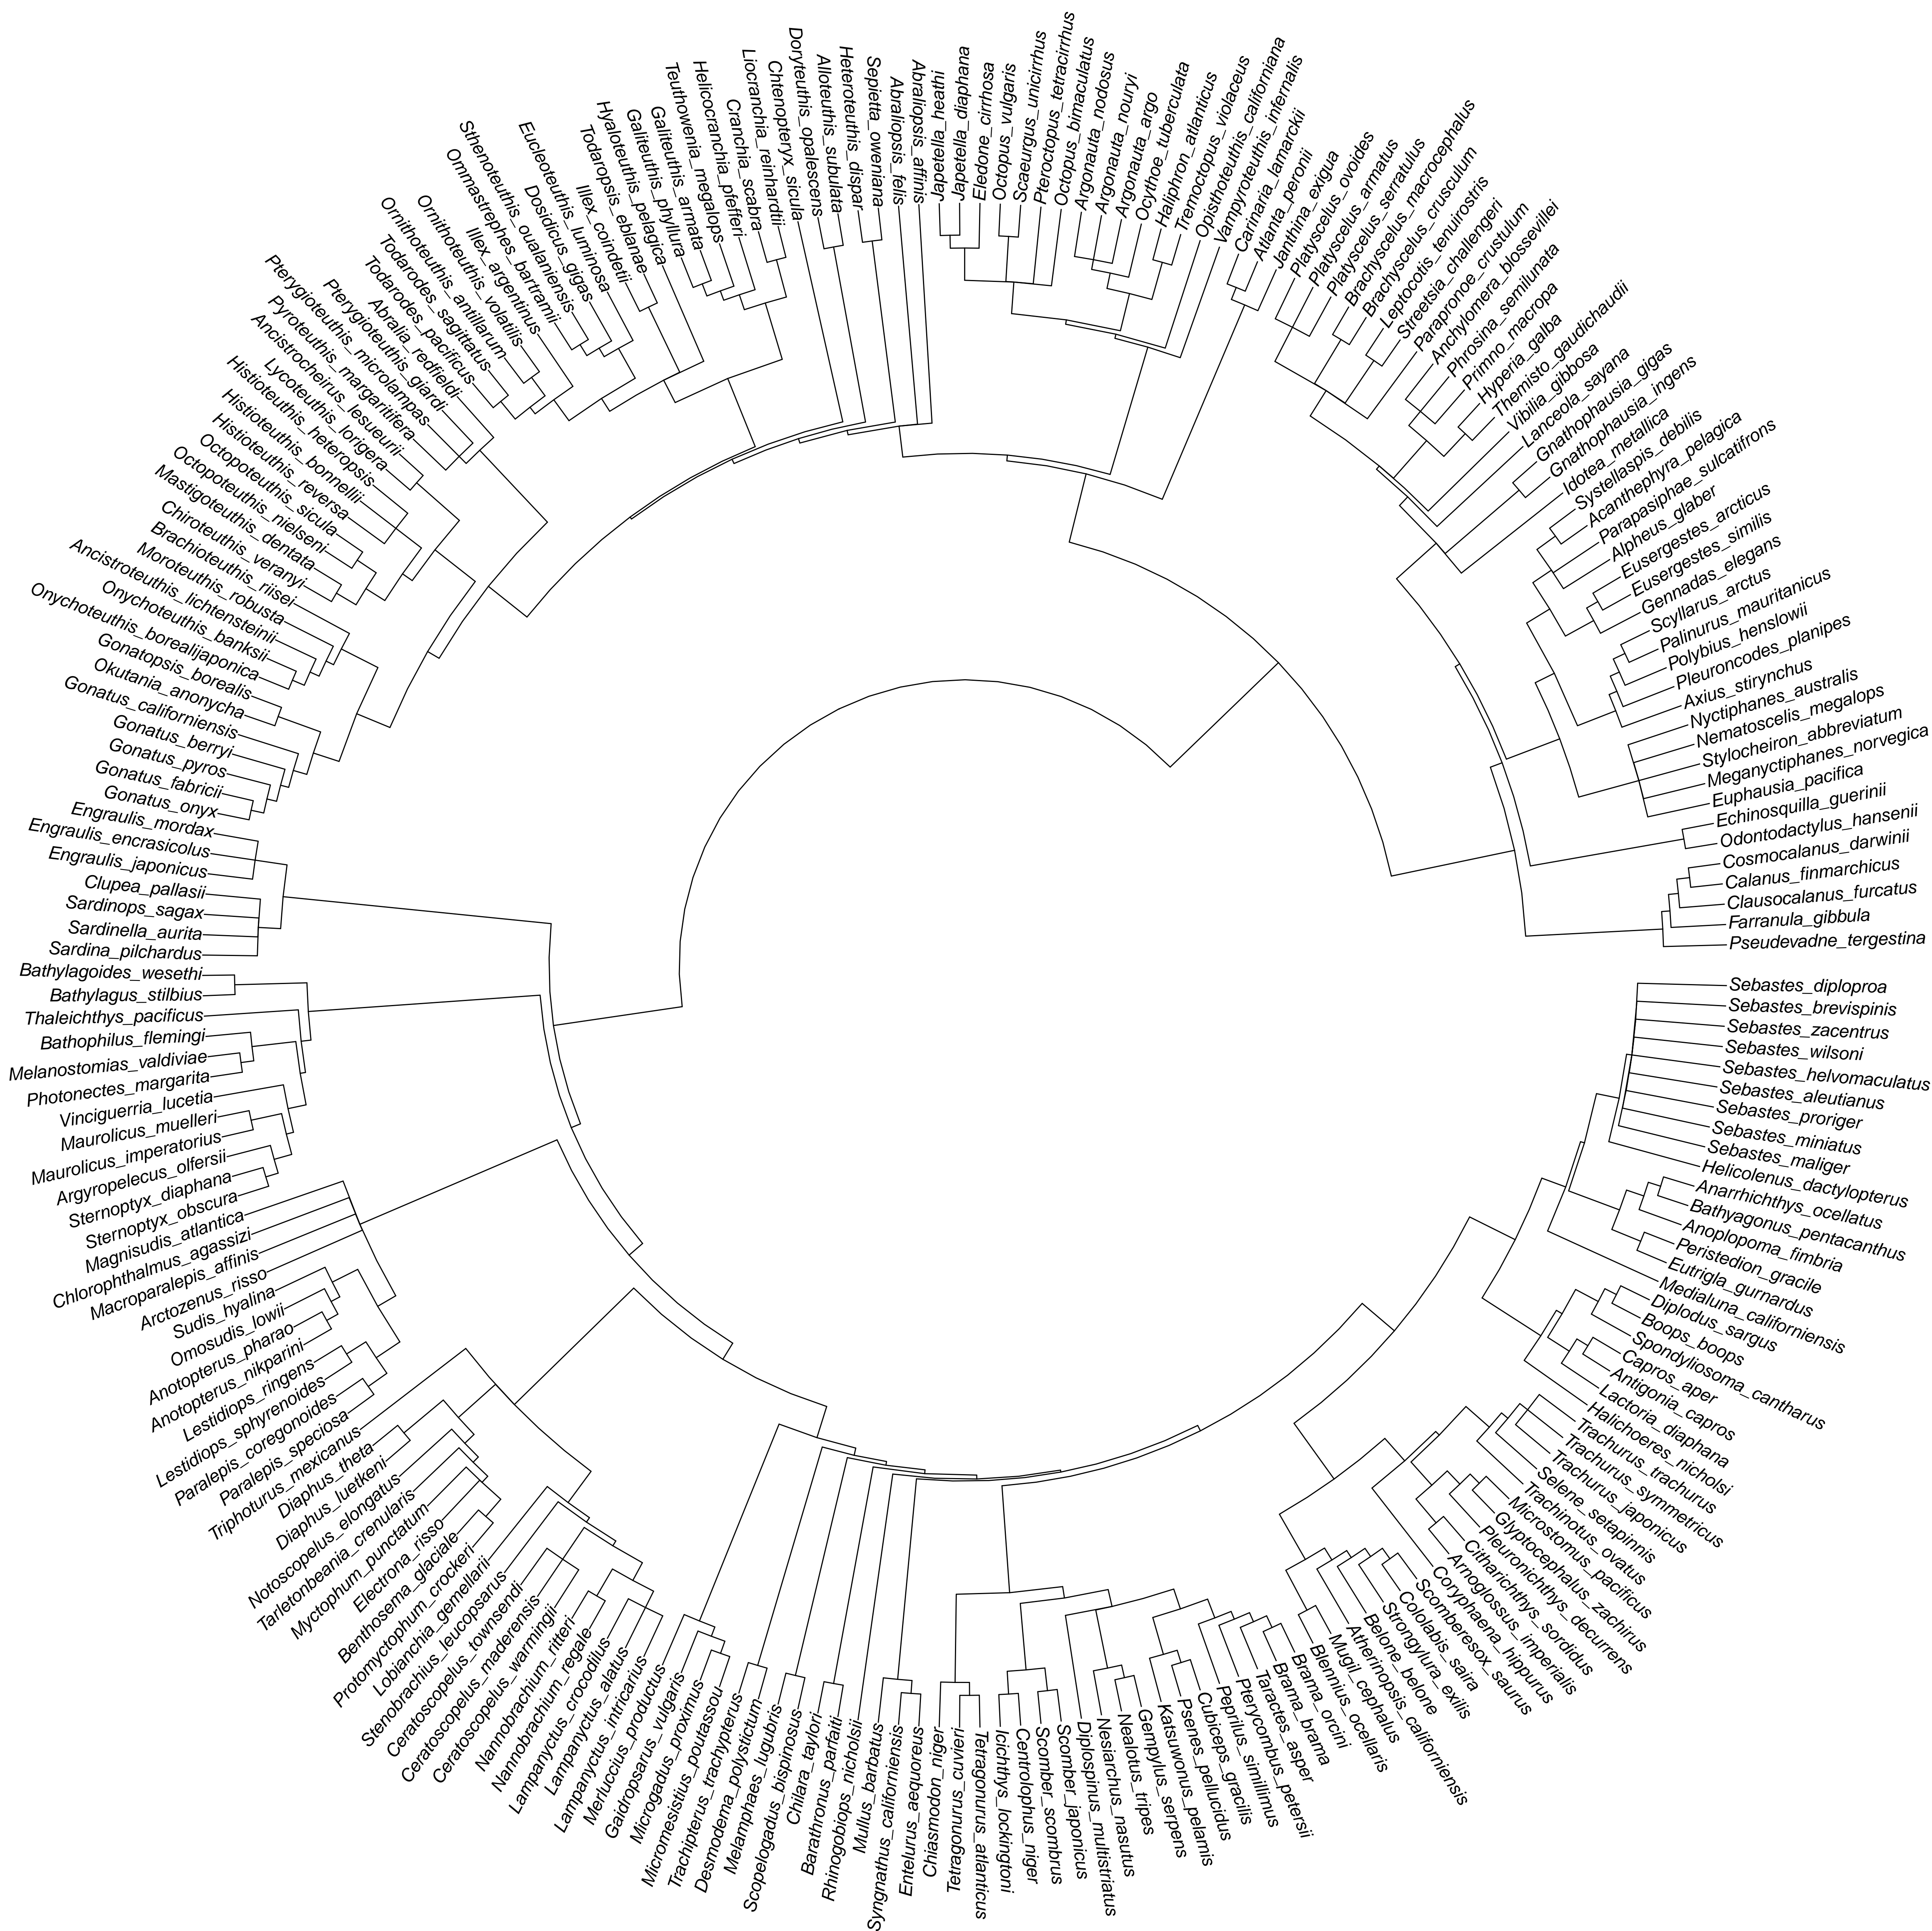 Pseudevadne_tergestina
Farranula_gibbula
Clausocalanus_furcatus
Calanus_finmarchicus
Cosmocalanus_darwinii
Odontodactylus_hansenii
Echinosquilla_guerinii
Euphausia_pacifica
Meganyctiphanes_norvegica
Stylocheiron_abbreviatum
Nematoscelis_megalops
Nyctiphanes_australis
Axius_stirynchus
Pleuroncodes_planipes
Polybius_henslowii
Palinurus_mauritanicus
Scyllarus_arctus
Gennadas_elegans
Eusergestes_similis
Eusergestes_arcticus
Alpheus_glaber
Parapasiphae_sulcatifrons
Acanthephyra_pelagica
Systellaspis_debilis
Idotea_metallica
Gnathophausia_ingens
Gnathophausia_gigas
Lanceola_sayana
Vibilia_gibbosa
Themisto_gaudichaudii
Hyperia_galba
Primno_macropa
Phrosina_semilunata
Anchylomera_blossevillei
Parapronoe_crustulum
Streetsia_challengeri
Leptocotis_tenuirostris
Brachyscelus_crusculum
Brachyscelus_macrocephalus
Platyscelus_serratulus
Platyscelus_armatus
Platyscelus_ovoides
Janthina_exigua
Atlanta_peronii
Carinaria_lamarckii
Vampyroteuthis_infernalis
Opisthoteuthis_californiana
Tremoctopus_violaceus
Haliphron_atlanticus
Ocythoe_tuberculata
Argonauta_argo
Argonauta_nouryi
Argonauta_nodosus
Octopus_bimaculatus
Pteroctopus_tetracirrhus
Scaeurgus_unicirrhus
Octopus_vulgaris
Eledone_cirrhosa
Japetella_diaphana
Japetella_heathi
Abraliopsis_affinis
Abraliopsis_felis
Sepietta_oweniana
Heteroteuthis_dispar
Alloteuthis_subulata
Doryteuthis_opalescens
Chtenopteryx_sicula
Liocranchia_reinhardtii
Cranchia_scabra
Helicocranchia_pfefferi
Teuthowenia_megalops
Galiteuthis_armata
Galiteuthis_phyllura
Hyaloteuthis_pelagica
Todaropsis_eblanae
Illex_coindetii
Eucleoteuthis_luminosa
Dosidicus_gigas
Sthenoteuthis_oualaniensis
Ommastrephes_bartramii
Illex_argentinus
Ornithoteuthis_volatilis
Ornithoteuthis_antillarum
Todarodes_sagittatus
Todarodes_pacificus
Abralia_redfieldi
Pterygioteuthis_giardi
Pterygioteuthis_microlampas
Pyroteuthis_margaritifera
Ancistrocheirus_lesueurii
Lycoteuthis_lorigera
Histioteuthis_heteropsis
Histioteuthis_bonnellii
Histioteuthis_reversa
Octopoteuthis_sicula
Octopoteuthis_nielseni
Mastigoteuthis_dentata
Chiroteuthis_veranyi
Brachioteuthis_riisei
Moroteuthis_robusta
Ancistroteuthis_lichtensteinii
Onychoteuthis_banksii
Onychoteuthis_borealijaponica
Gonatopsis_borealis
Okutania_anonycha
Gonatus_californiensis
Gonatus_berryi
Gonatus_pyros
Gonatus_fabricii
Gonatus_onyx
Engraulis_mordax
Engraulis_encrasicolus
Engraulis_japonicus
Clupea_pallasii
Sardinops_sagax
Sardinella_aurita
Sardina_pilchardus
Bathylagoides_wesethi
Bathylagus_stilbius
Thaleichthys_pacificus
Bathophilus_flemingi
Melanostomias_valdiviae
Photonectes_margarita
Vinciguerria_lucetia
Maurolicus_muelleri
Maurolicus_imperatorius
Argyropelecus_olfersii
Sternoptyx_diaphana
Sternoptyx_obscura
Magnisudis_atlantica
Chlorophthalmus_agassizi
Macroparalepis_affinis
Arctozenus_risso
Sudis_hyalina
Omosudis_lowii
Anotopterus_pharao
Anotopterus_nikparini
Lestidiops_ringens
Lestidiops_sphyrenoides
Paralepis_coregonoides
Paralepis_speciosa
Triphoturus_mexicanus
Diaphus_theta
Diaphus_luetkeni
Notoscopelus_elongatus
Tarletonbeania_crenularis
Myctophum_punctatum
Electrona_risso
Benthosema_glaciale
Protomyctophum_crockeri
Lobianchia_gemellarii
Stenobrachius_leucopsarus
Ceratoscopelus_townsendi
Ceratoscopelus_maderensis
Ceratoscopelus_warmingii
Nannobrachium_ritteri
Nannobrachium_regale
Lampanyctus_crocodilus
Lampanyctus_alatus
Lampanyctus_intricarius
Merluccius_productus
Gaidropsarus_vulgaris
Microgadus_proximus
Micromesistius_poutassou
Trachipterus_trachypterus
Desmodema_polystictum
Melamphaes_lugubris
Scopelogadus_bispinosus
Chilara_taylori
Barathronus_parfaiti
Rhinogobiops_nicholsii
Mullus_barbatus
Syngnathus_californiensis
Entelurus_aequoreus
Chiasmodon_niger
Tetragonurus_cuvieri
Tetragonurus_atlanticus
Icichthys_lockingtoni
Centrolophus_niger
Scomber_scombrus
Scomber_japonicus
Diplospinus_multistriatus
Nesiarchus_nasutus
Nealotus_tripes
Gempylus_serpens
Katsuwonus_pelamis
Psenes_pellucidus
Cubiceps_gracilis
Peprilus_simillimus
Pterycombus_petersii
Taractes_asper
Brama_brama
Brama_orcini
Blennius_ocellaris
Mugil_cephalus
Atherinopsis_californiensis
Belone_belone
Strongylura_exilis
Cololabis_saira
Scomberesox_saurus
Coryphaena_hippurus
Arnoglossus_imperialis
Citharichthys_sordidus
Pleuronichthys_decurrens
Glyptocephalus_zachirus
Microstomus_pacificus
Trachinotus_ovatus
Selene_setapinnis
Trachurus_japonicus
Trachurus_symmetricus
Trachurus_trachurus
Halichoeres_nicholsi
Lactoria_diaphana
Antigonia_capros
Capros_aper
Spondyliosoma_cantharus
Boops_boops
Diplodus_sargus
Medialuna_californiensis
Eutrigla_gurnardus
Peristedion_gracile
Anoplopoma_fimbria
Bathyagonus_pentacanthus
Anarrhichthys_ocellatus
Helicolenus_dactylopterus
Sebastes_maliger
Sebastes_miniatus
Sebastes_proriger
Sebastes_aleutianus
Sebastes_helvomaculatus
Sebastes_wilsoni
Sebastes_zacentrus
Sebastes_brevispinis
Sebastes_diploproa